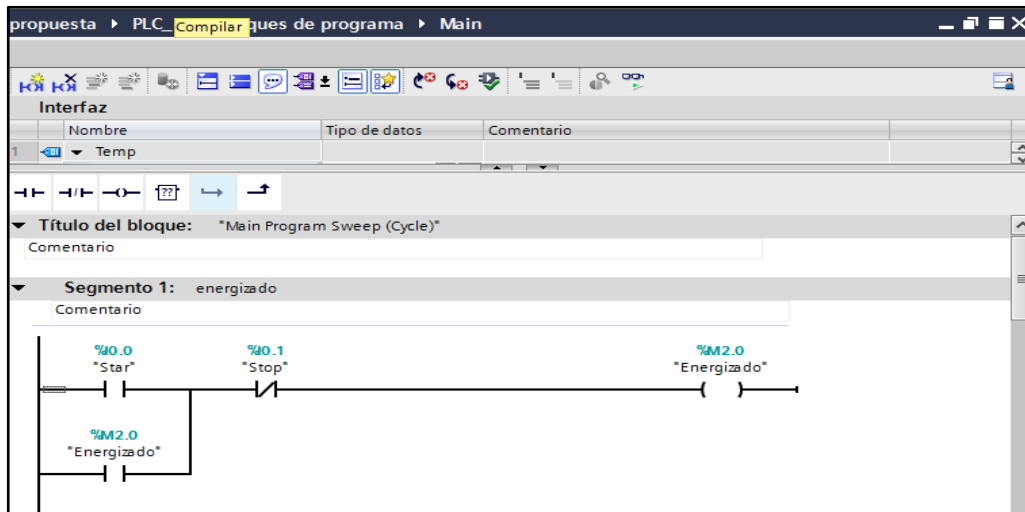 propuesta ▸ PLC_ Compilar ques de programa ▸ Main
Interfaz
Nombre Tipo de datos Comentario
1 Temp
??
Título del bloque: "Main Program Sweep (Cycle)"
Comentario
Segmento 1: energizado
Comentario
%I0.0 %I0.1 %M2.0
"Star" "Stop" "Energizado"
%M2.0
"Energizado"